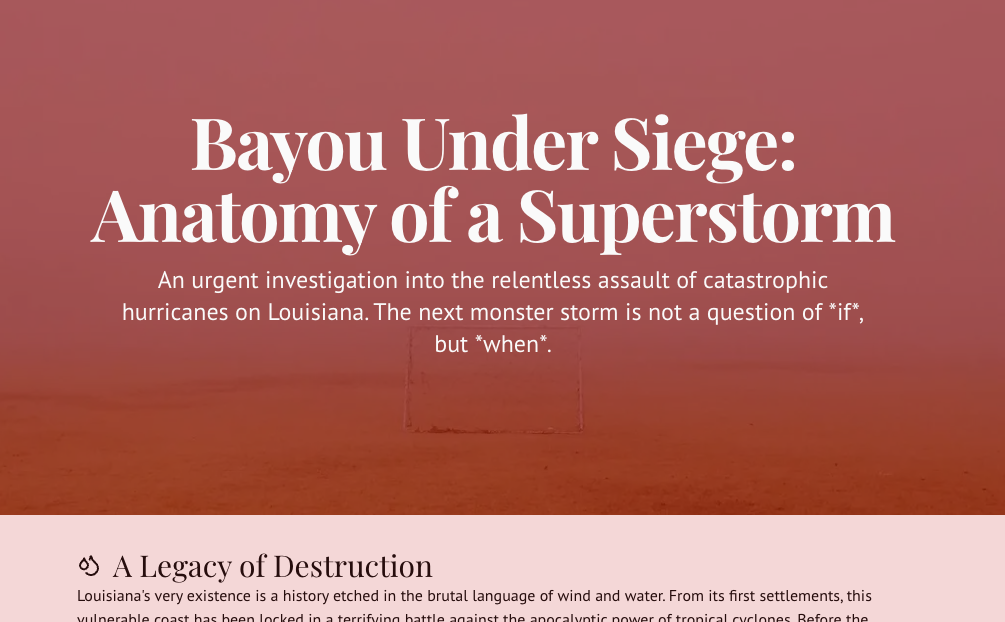 Bayou Under Siege:
Anatomy of a Superstorm
An urgent investigation into the relentless assault of catastrophic
hurricanes on Louisiana. The next monster storm is not a question of *if*,
but *when*.
A Legacy of Destruction
Louisiana's very existence is a history etched in the brutal language of wind and water. From its first settlements, this
vulnerable coast has been locked in a terrifying battle against the apocalyptic power of tropical cyclones. Before the